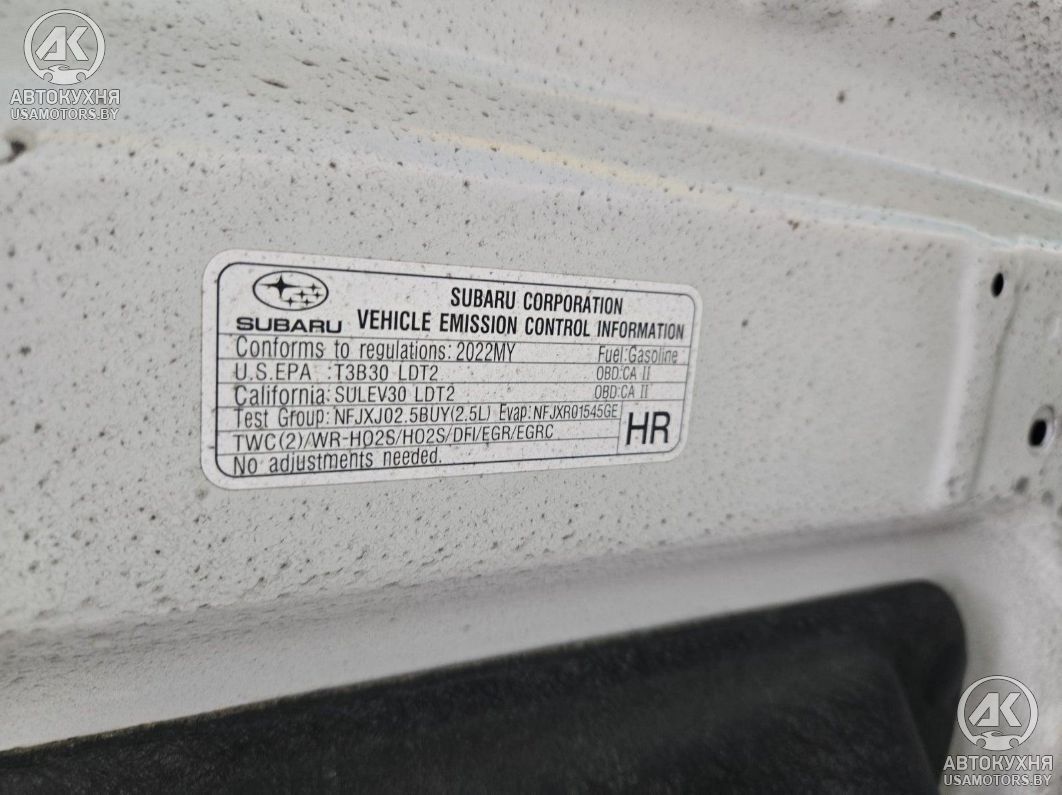 АК
АВТОКУХНЯ
USAMOTORS.BY
SUBARU
SUBARU CORPORATION
VEHICLE EMISSION CONTROL INFORMATION
Conforms to regulations: 2022MY Fuel:Gasoline
U.S.EPA :T3B30 LDT2 OBD:CA II
California: SULEV30 LDT2 OBD:CA II
Test Group: NFJXJ02.5BUY(2.5L) Evap:NFJXR01545GE
TWC(2)/WR-HO2S/HO2S/DFI/EGR/EGRC
No adjustments needed.
HR
АК
АВТОКУХНЯ
USAMOTORS.BY